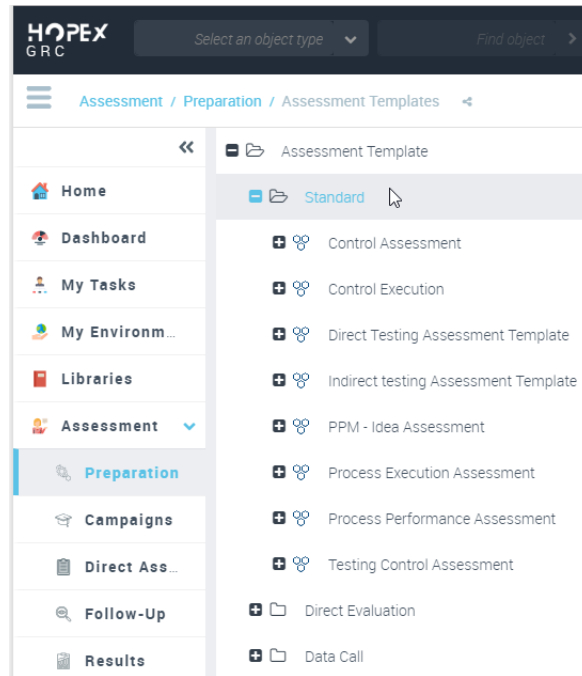 HOPEX
GRC
Select an object type
Find object
Assessment / Preparation / Assessment Templates
Home
Dashboard
My Tasks
My Environm...
Libraries
Assessment
Preparation
Campaigns
Direct Ass...
Follow-Up
Results
Assessment Template
Standard
Control Assessment
Control Execution
Direct Testing Assessment Template
Indirect testing Assessment Template
PPM - Idea Assessment
Process Execution Assessment
Process Performance Assessment
Testing Control Assessment
Direct Evaluation
Data Call